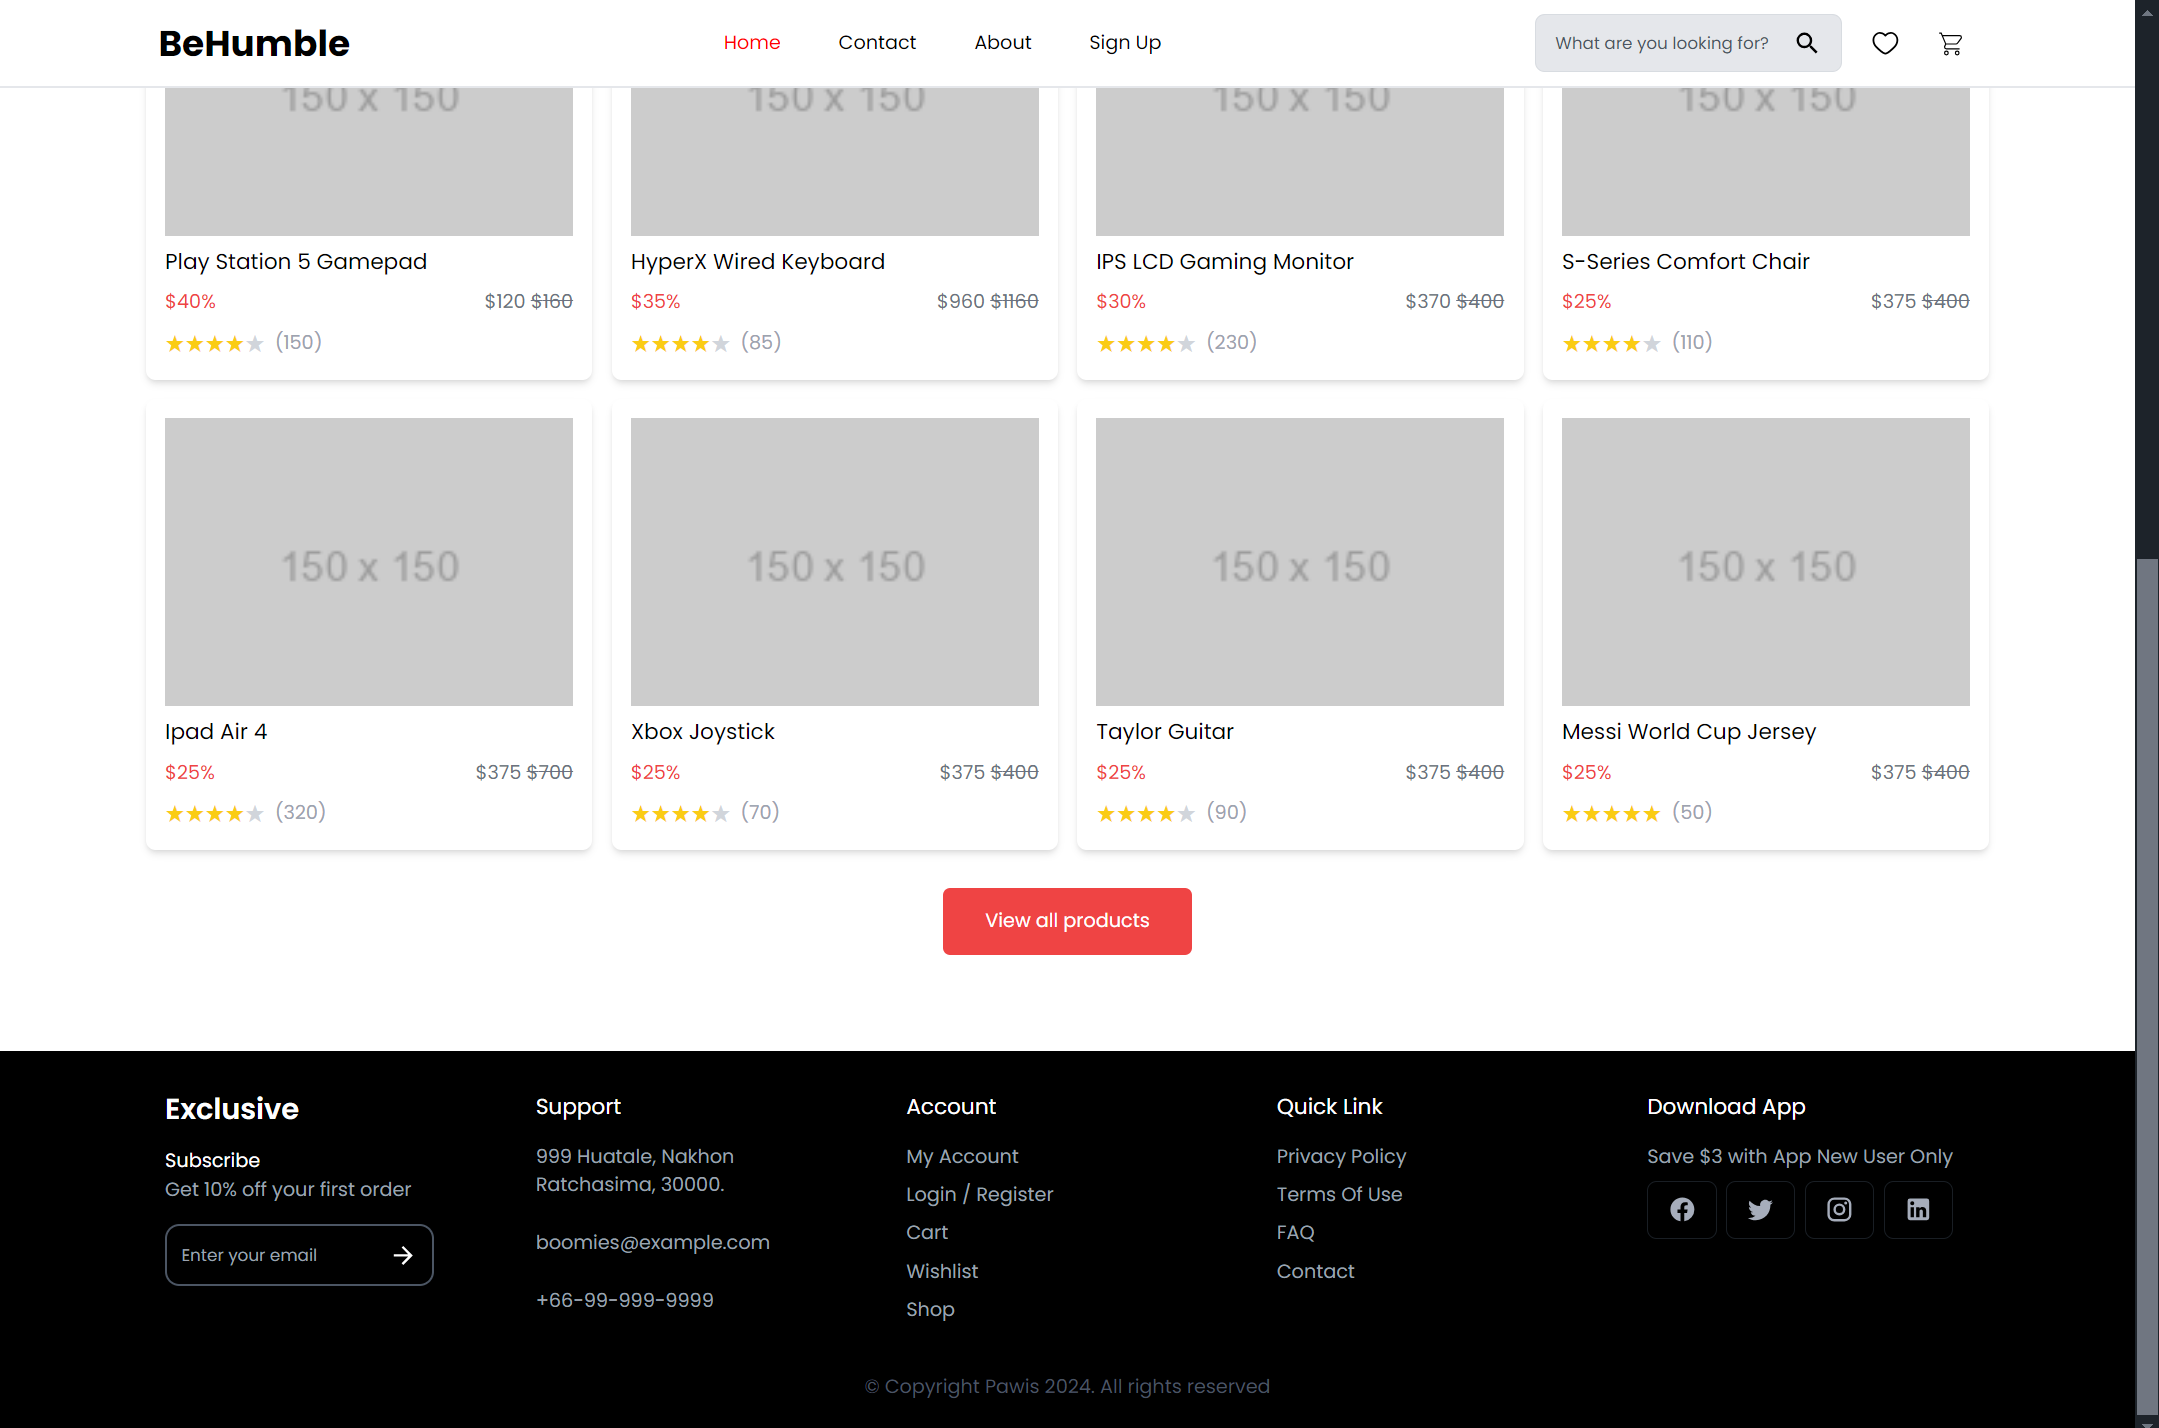 BeHumble
Home Contact About Sign Up
What are you looking for?
150 x 150 150 x 150 150 x 150 150 x 150
Play Station 5 Gamepad HyperX Wired Keyboard IPS LCD Gaming Monitor S-Series Comfort Chair
$40% $120 $160 $35% $960 $1160 $30% $370 $400 $25% $375 $400
(150) (85) (230) (110)
150 x 150 150 x 150 150 x 150 150 x 150
Ipad Air 4 Xbox Joystick Taylor Guitar Messi World Cup Jersey
$25% $375 $700 $25% $375 $400 $25% $375 $400 $25% $375 $400
(320) (70) (90) (50)
View all products
Exclusive
Subscribe
Get 10% off your first order
Enter your email
Support
999 Huatale, Nakhon
Ratchasima, 30000.
boomies@example.com
+66-99-999-9999
Account
My Account
Login / Register
Cart
Wishlist
Shop
Quick Link
Privacy Policy
Terms Of Use
FAQ
Contact
Download App
Save $3 with App New User Only
© Copyright Pawis 2024. All rights reserved